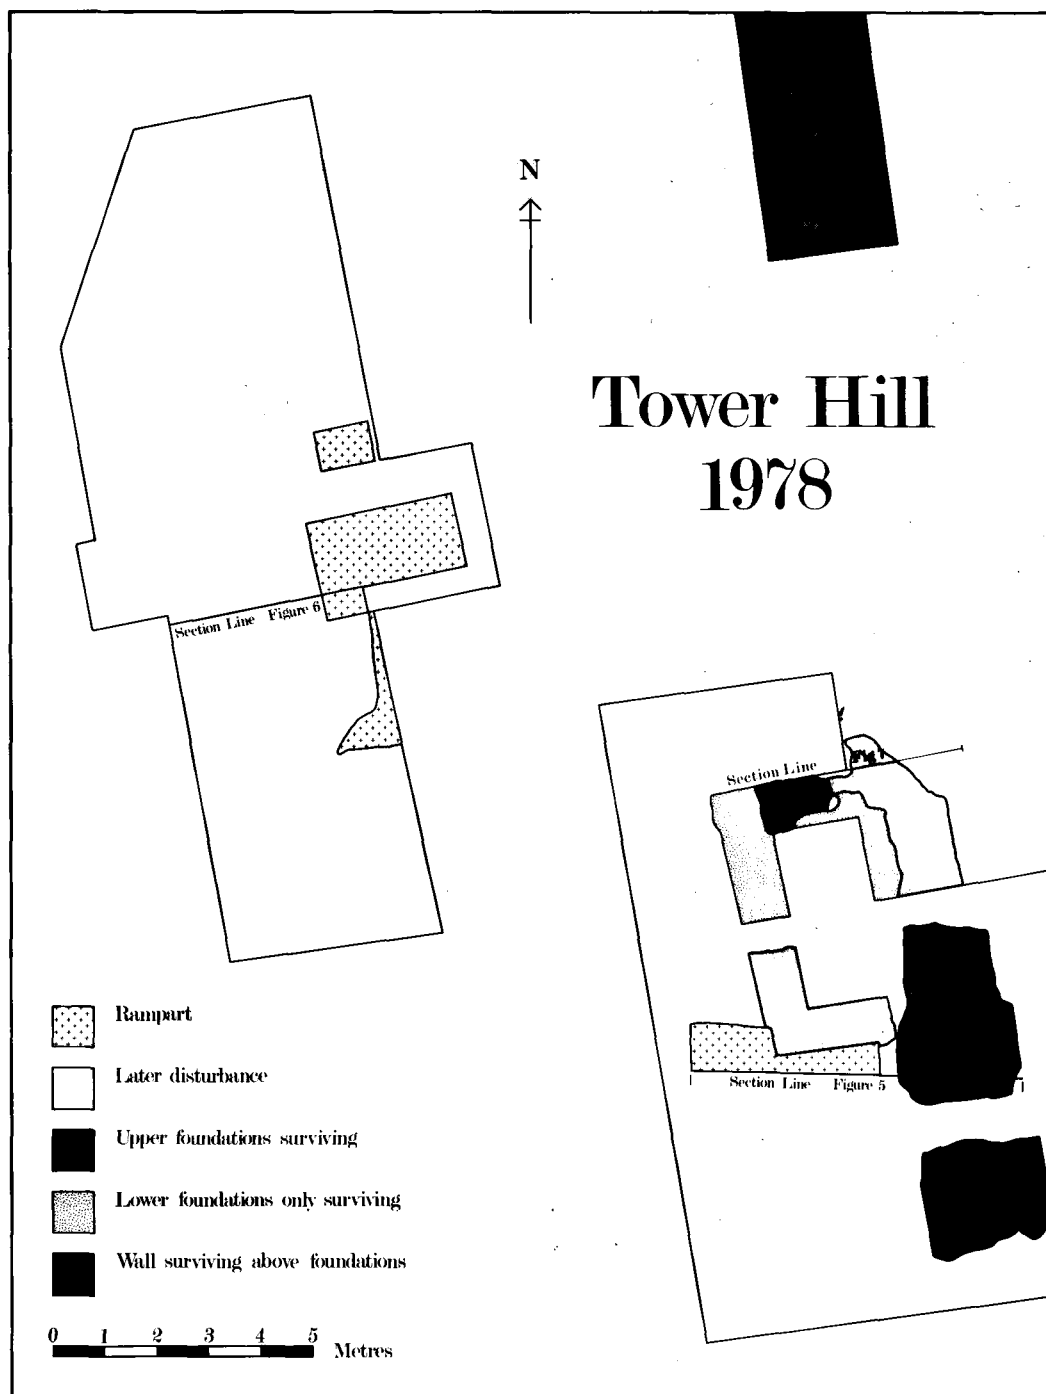 N
Tower Hill
1978
Section Line Figure 6
Section Line
Section Line Figure 5
Rampart
Later disturbance
Upper foundations surviving
Lower foundations only surviving
Wall surviving above foundations
0 1 2 3 4 5 Metres